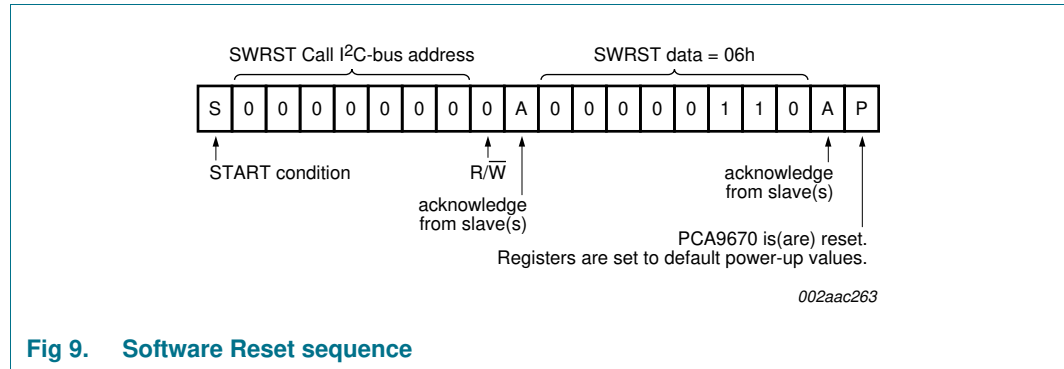 SWRST Call I²C-bus address SWRST data = 06h
S 0 0 0 0 0 0 0 0 A 0 0 0 0 0 1 1 0 A P
START condition R/W̅ acknowledge
from slave(s)
acknowledge
from slave(s)
PCA9670 is(are) reset.
Registers are set to default power-up values.
002aac263
Fig 9. Software Reset sequence